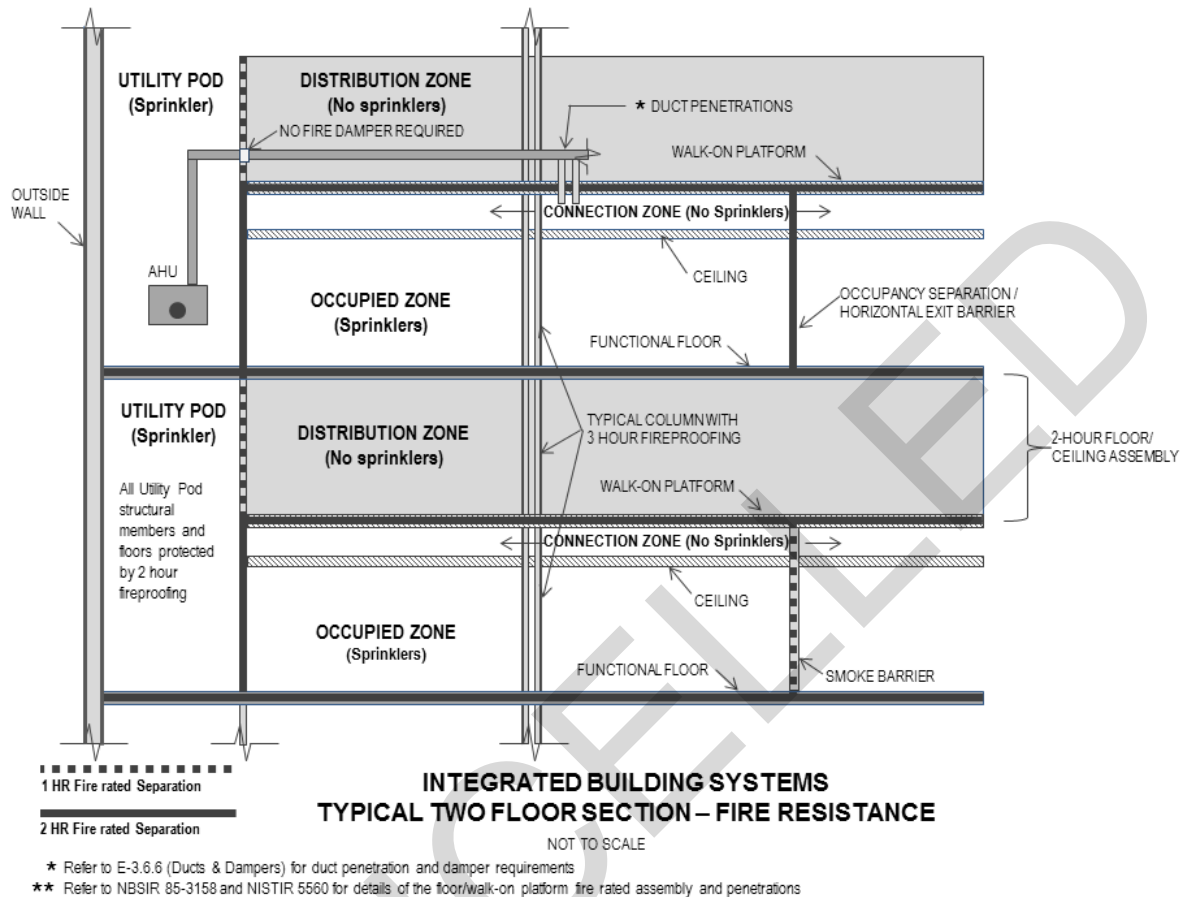 UTILITY POD
(Sprinkler)
DISTRIBUTION ZONE
(No sprinklers)
* DUCT PENETRATIONS
NO FIRE DAMPER REQUIRED
WALK-ON PLATFORM
OUTSIDE
WALL
CONNECTION ZONE (No Sprinklers)
AHU
CEILING
OCCUPIED ZONE
(Sprinklers)
OCCUPANCY SEPARATION /
HORIZONTAL EXIT BARRIER
FUNCTIONAL FLOOR
UTILITY POD
(Sprinkler)
DISTRIBUTION ZONE
(No sprinklers)
TYPICAL COLUMN WITH
3 HOUR FIREPROOFING
2-HOUR FLOOR/
CEILING ASSEMBLY
WALK-ON PLATFORM
All Utility Pod
structural
members and
floors protected
by 2 hour
fireproofing
CONNECTION ZONE (No Sprinklers)
CEILING
OCCUPIED ZONE
(Sprinklers)
FUNCTIONAL FLOOR
SMOKE BARRIER
1 HR Fire rated Separation
2 HR Fire rated Separation
INTEGRATED BUILDING SYSTEMS
TYPICAL TWO FLOOR SECTION – FIRE RESISTANCE
NOT TO SCALE
* Refer to E-3.6.6 (Ducts & Dampers) for duct penetration and damper requirements
** Refer to NBSIR 85-3158 and NISTIR 5560 for details of the floor/walk-on platform fire rated assembly and penetrations
CELLED